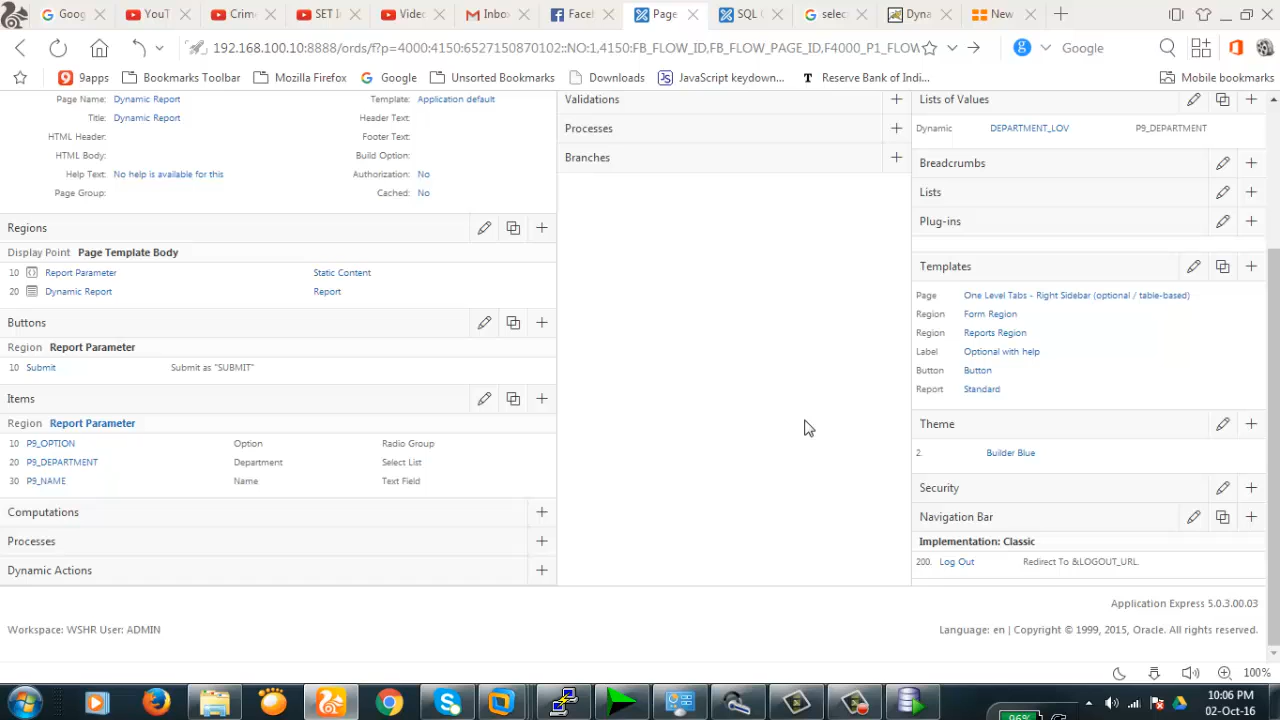 Goog
YouT
Crim
SET I
Video
Inbo
Face
Page
SQL C
selec
Dyna
New
192.168.100.10:8888/ords/f?p=4000:4150:6527150870102::NO:1,4150:FB_FLOW_ID,FB_FLOW_PAGE_ID,F4000_P1_FLOW
Google
9apps
Bookmarks Toolbar
Mozilla Firefox
Google
Unsorted Bookmarks
Downloads
JavaScript keydown...
Reserve Bank of Indi...
Mobile bookmarks
Page Name: Dynamic Report
Title: Dynamic Report
HTML Header:
HTML Body:
Help Text: No help is available for this
Page Group:
Template: Application default
Header Text:
Footer Text:
Build Option:
Authorization: No
Cached: No
Regions
Display Point Page Template Body
10 Report Parameter Static Content
20 Dynamic Report Report
Buttons
Region Report Parameter
10 Submit Submit as "SUBMIT"
Items
Region Report Parameter
10 P9_OPTION Option Radio Group
20 P9_DEPARTMENT Department Select List
30 P9_NAME Name Text Field
Computations
Processes
Dynamic Actions
Validations
Processes
Branches
Lists of Values
Dynamic DEPARTMENT_LOV P9_DEPARTMENT
Breadcrumbs
Lists
Plug-ins
Templates
Page One Level Tabs - Right Sidebar (optional / table-based)
Region Form Region
Region Reports Region
Label Optional with help
Button Button
Report Standard
Theme
2. Builder Blue
Security
Navigation Bar
Implementation: Classic
200. Log Out Redirect To &LOGOUT_URL.
Application Express 5.0.3.00.03
Workspace: WSHR User: ADMIN
Language: en | Copyright © 1999, 2015, Oracle. All rights reserved.
100%
10:06 PM
02-Oct-16
96%